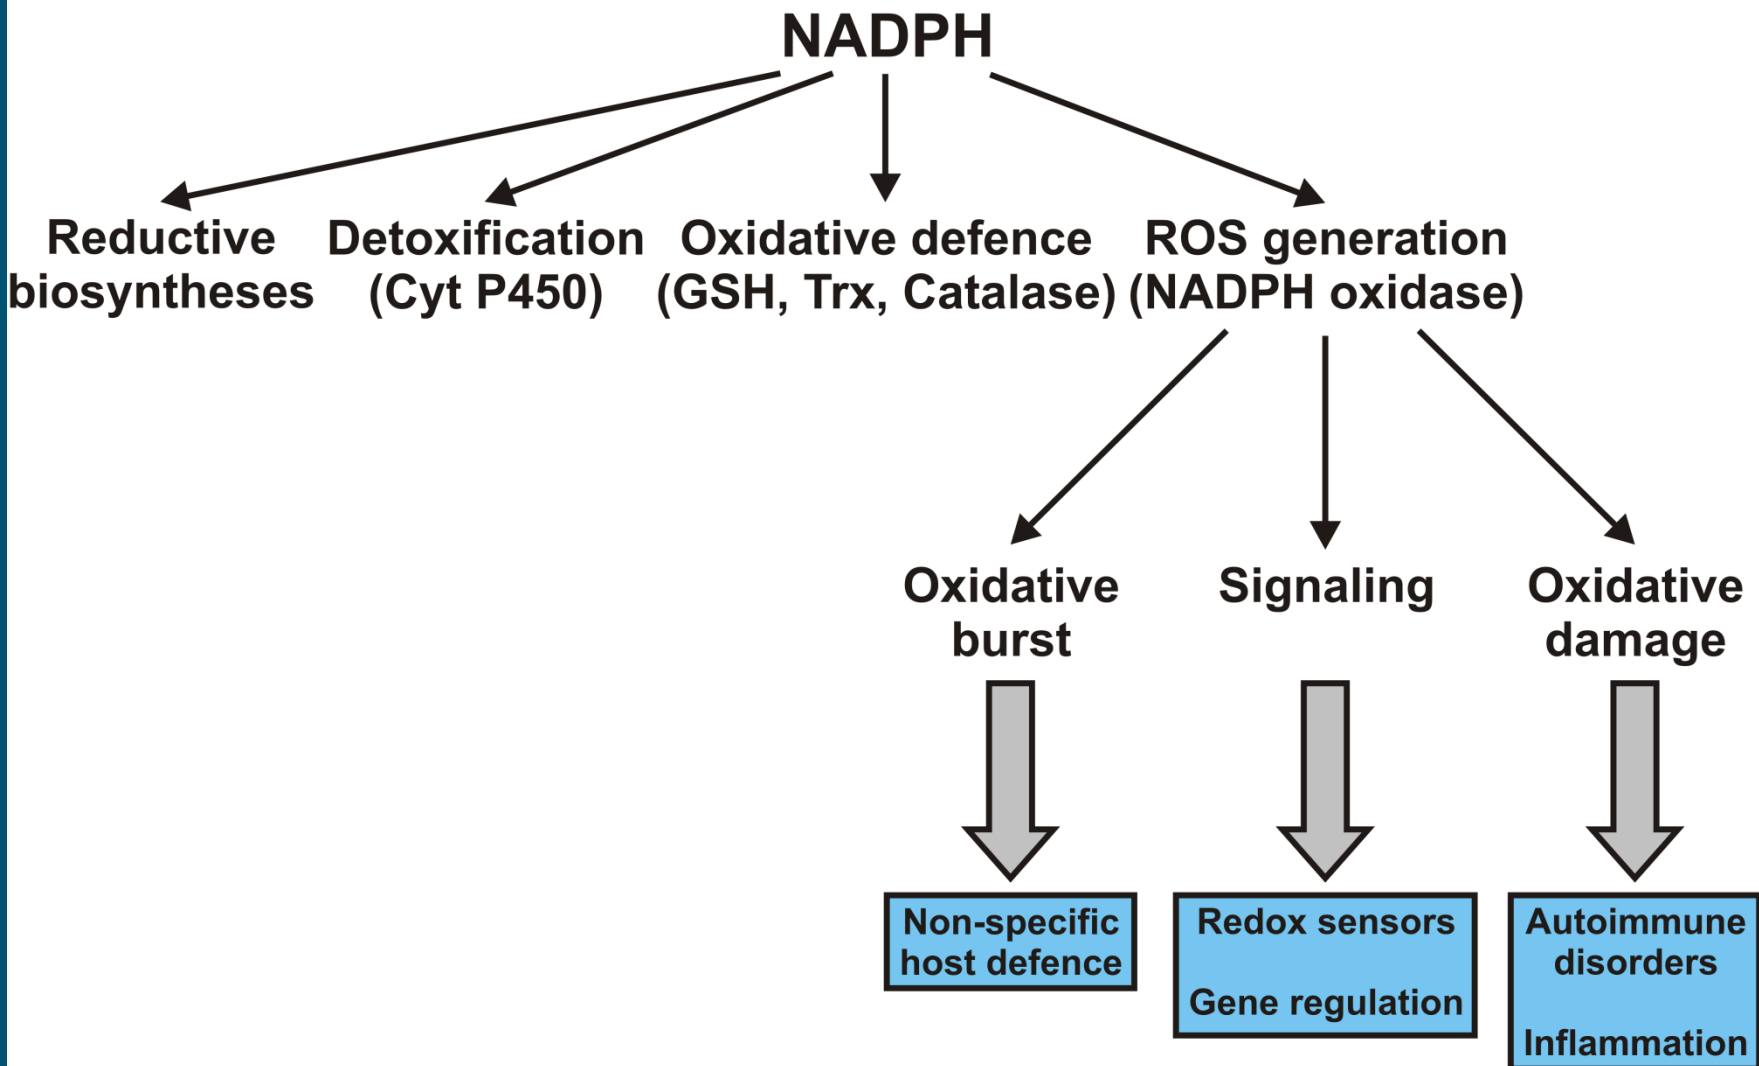 NADPH
Reductive
biosyntheses
Detoxification
(Cyt P450)
Oxidative defence
(GSH, Trx, Catalase)
ROS generation
(NADPH oxidase)
Oxidative
burst
Signaling
Oxidative
damage
Non-specific
host defence
Redox sensors
Gene regulation
Autoimmune
disorders
Inflammation